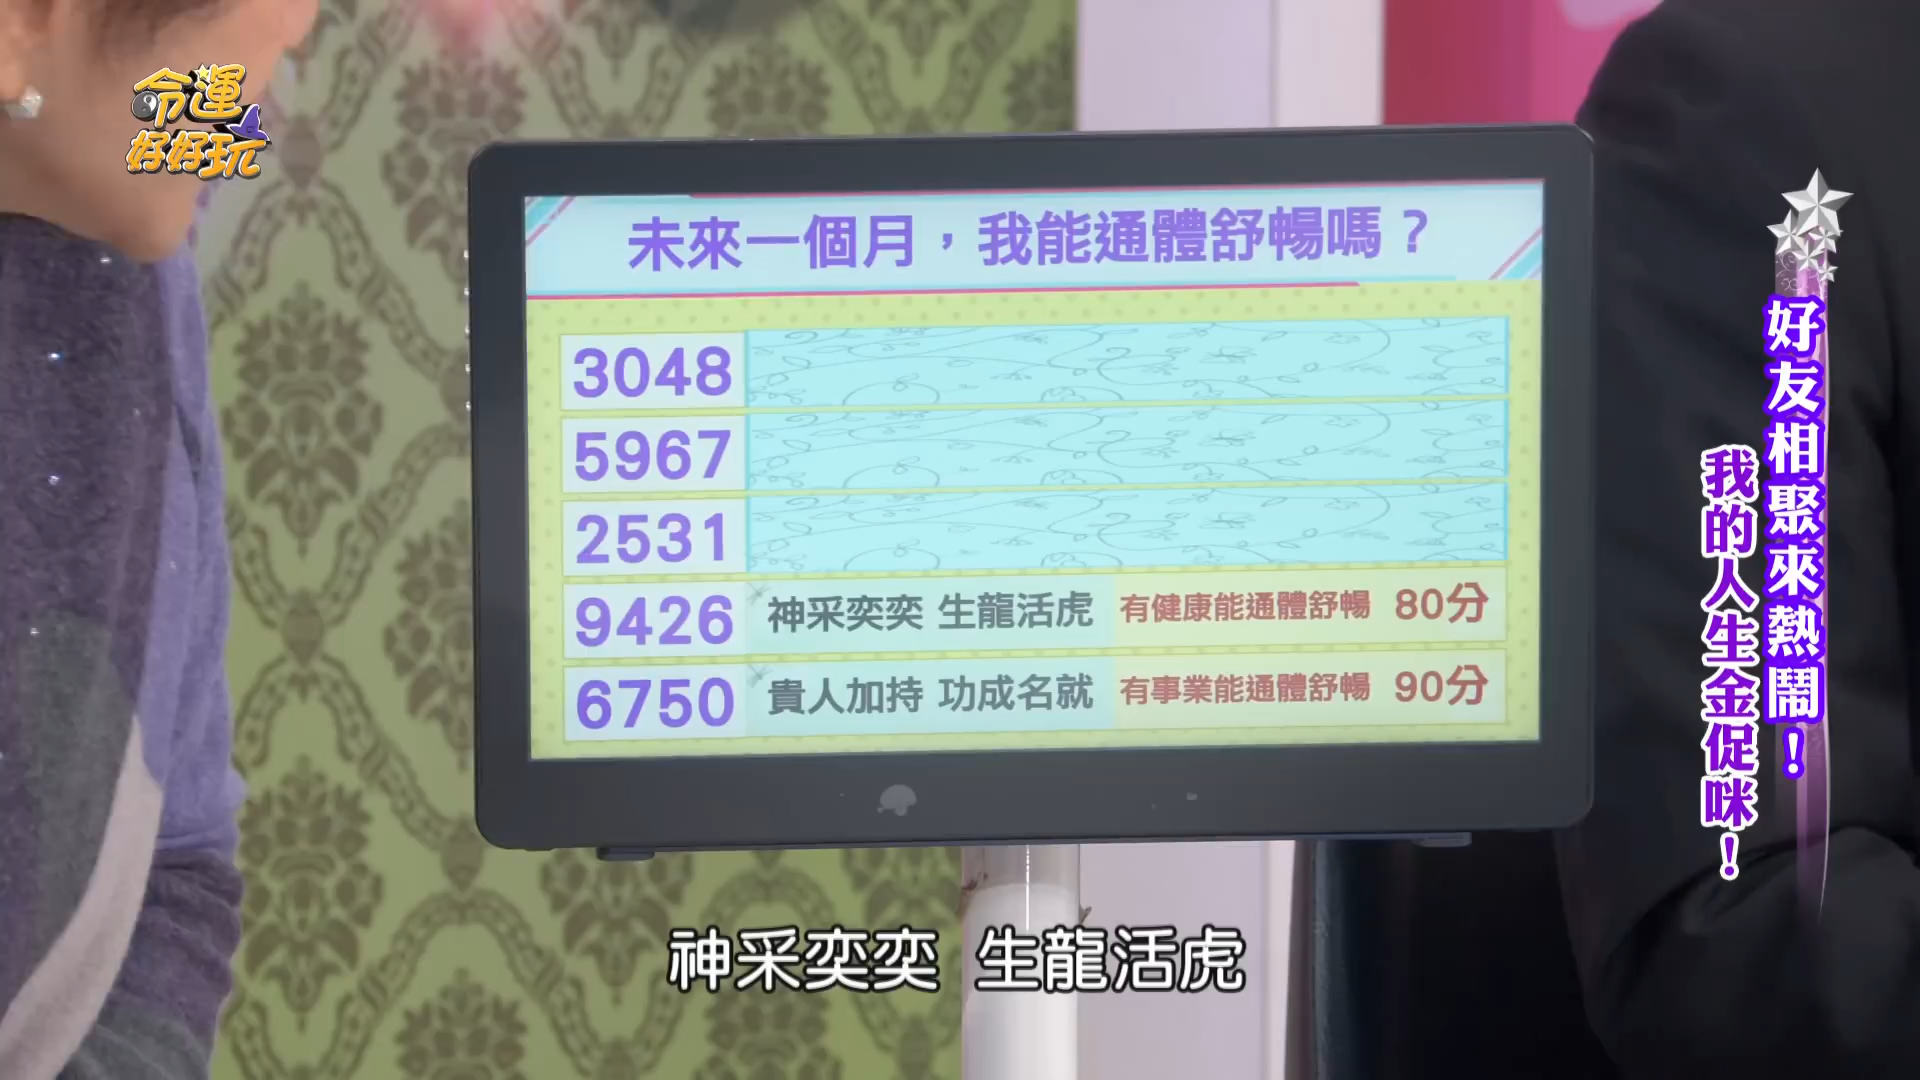 命運
好好玩
未來一個月，我能通體舒暢嗎？
3048
5967
2531
9426 神采奕奕 生龍活虎 有健康能通體舒暢 80分
6750 貴人加持 功成名就 有事業能通體舒暢 90分
好友相聚來熱鬧！
我的人生金促咪！
神采奕奕 生龍活虎